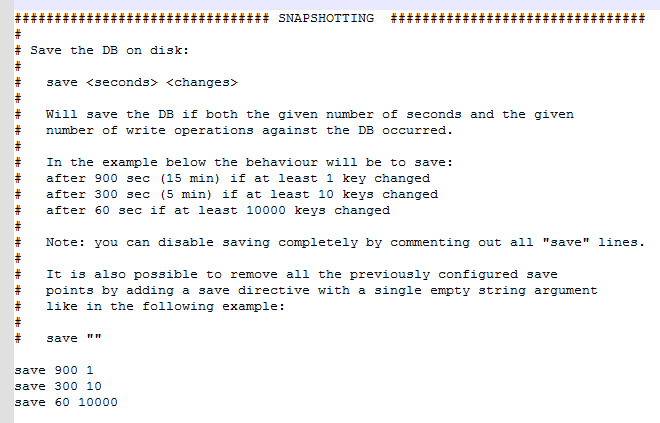 ################################ SNAPSHOTTING  ################################
#
# Save the DB on disk:
#
#   save <seconds> <changes>
#
#   Will save the DB if both the given number of seconds and the given
#   number of write operations against the DB occurred.
#
#   In the example below the behaviour will be to save:
#   after 900 sec (15 min) if at least 1 key changed
#   after 300 sec (5 min) if at least 10 keys changed
#   after 60 sec if at least 10000 keys changed
#
#   Note: you can disable saving completely by commenting out all "save" lines.
#
#   It is also possible to remove all the previously configured save
#   points by adding a save directive with a single empty string argument
#   like in the following example:
#
#   save ""

save 900 1
save 300 10
save 60 10000